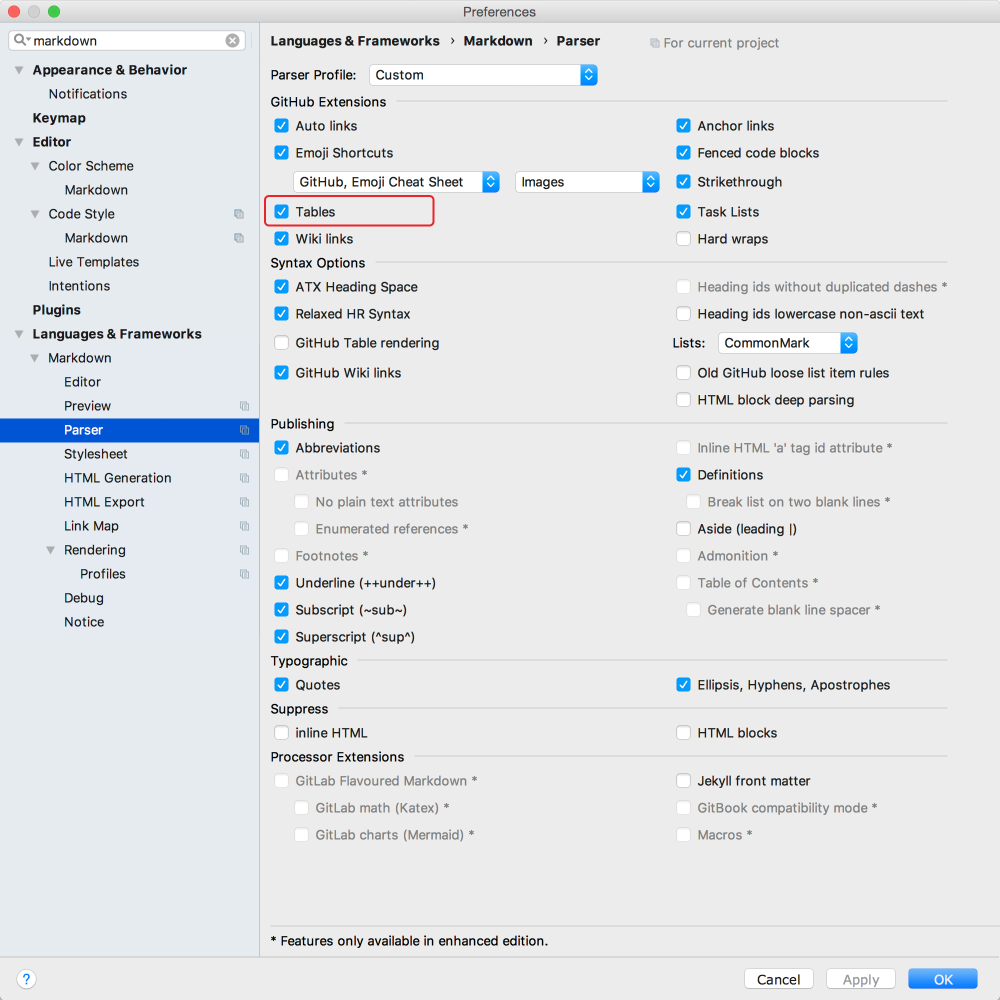 Preferences
markdown
Appearance & Behavior
Notifications
Keymap
Editor
Color Scheme
Markdown
Code Style
Markdown
Live Templates
Intentions
Plugins
Languages & Frameworks
Markdown
Editor
Preview
Parser
Stylesheet
HTML Generation
HTML Export
Link Map
Rendering
Profiles
Debug
Notice
?
Languages & Frameworks › Markdown › Parser
For current project
Parser Profile: Custom
GitHub Extensions
Auto links
Anchor links
Emoji Shortcuts
Fenced code blocks
GitHub, Emoji Cheat Sheet
Images
Strikethrough
Tables
Task Lists
Wiki links
Hard wraps
Syntax Options
ATX Heading Space
Heading ids without duplicated dashes *
Relaxed HR Syntax
Heading ids lowercase non-ascii text
GitHub Table rendering
Lists: CommonMark
GitHub Wiki links
Old GitHub loose list item rules
HTML block deep parsing
Publishing
Abbreviations
Inline HTML 'a' tag id attribute *
Attributes *
Definitions
No plain text attributes
Break list on two blank lines *
Enumerated references *
Aside (leading |)
Footnotes *
Admonition *
Underline (++under++)
Table of Contents *
Subscript (~sub~)
Generate blank line spacer *
Superscript (^sup^)
Typographic
Quotes
Ellipsis, Hyphens, Apostrophes
Suppress
inline HTML
HTML blocks
Processor Extensions
GitLab Flavoured Markdown *
Jekyll front matter
GitLab math (Katex) *
GitBook compatibility mode *
GitLab charts (Mermaid) *
Macros *
* Features only available in enhanced edition.
Cancel
Apply
OK